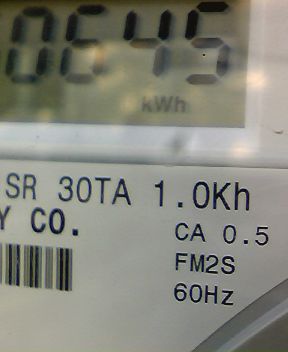 0645
kWh
SR 30TA 1.0Kh
Y CO.
CA 0.5
FM2S
60Hz